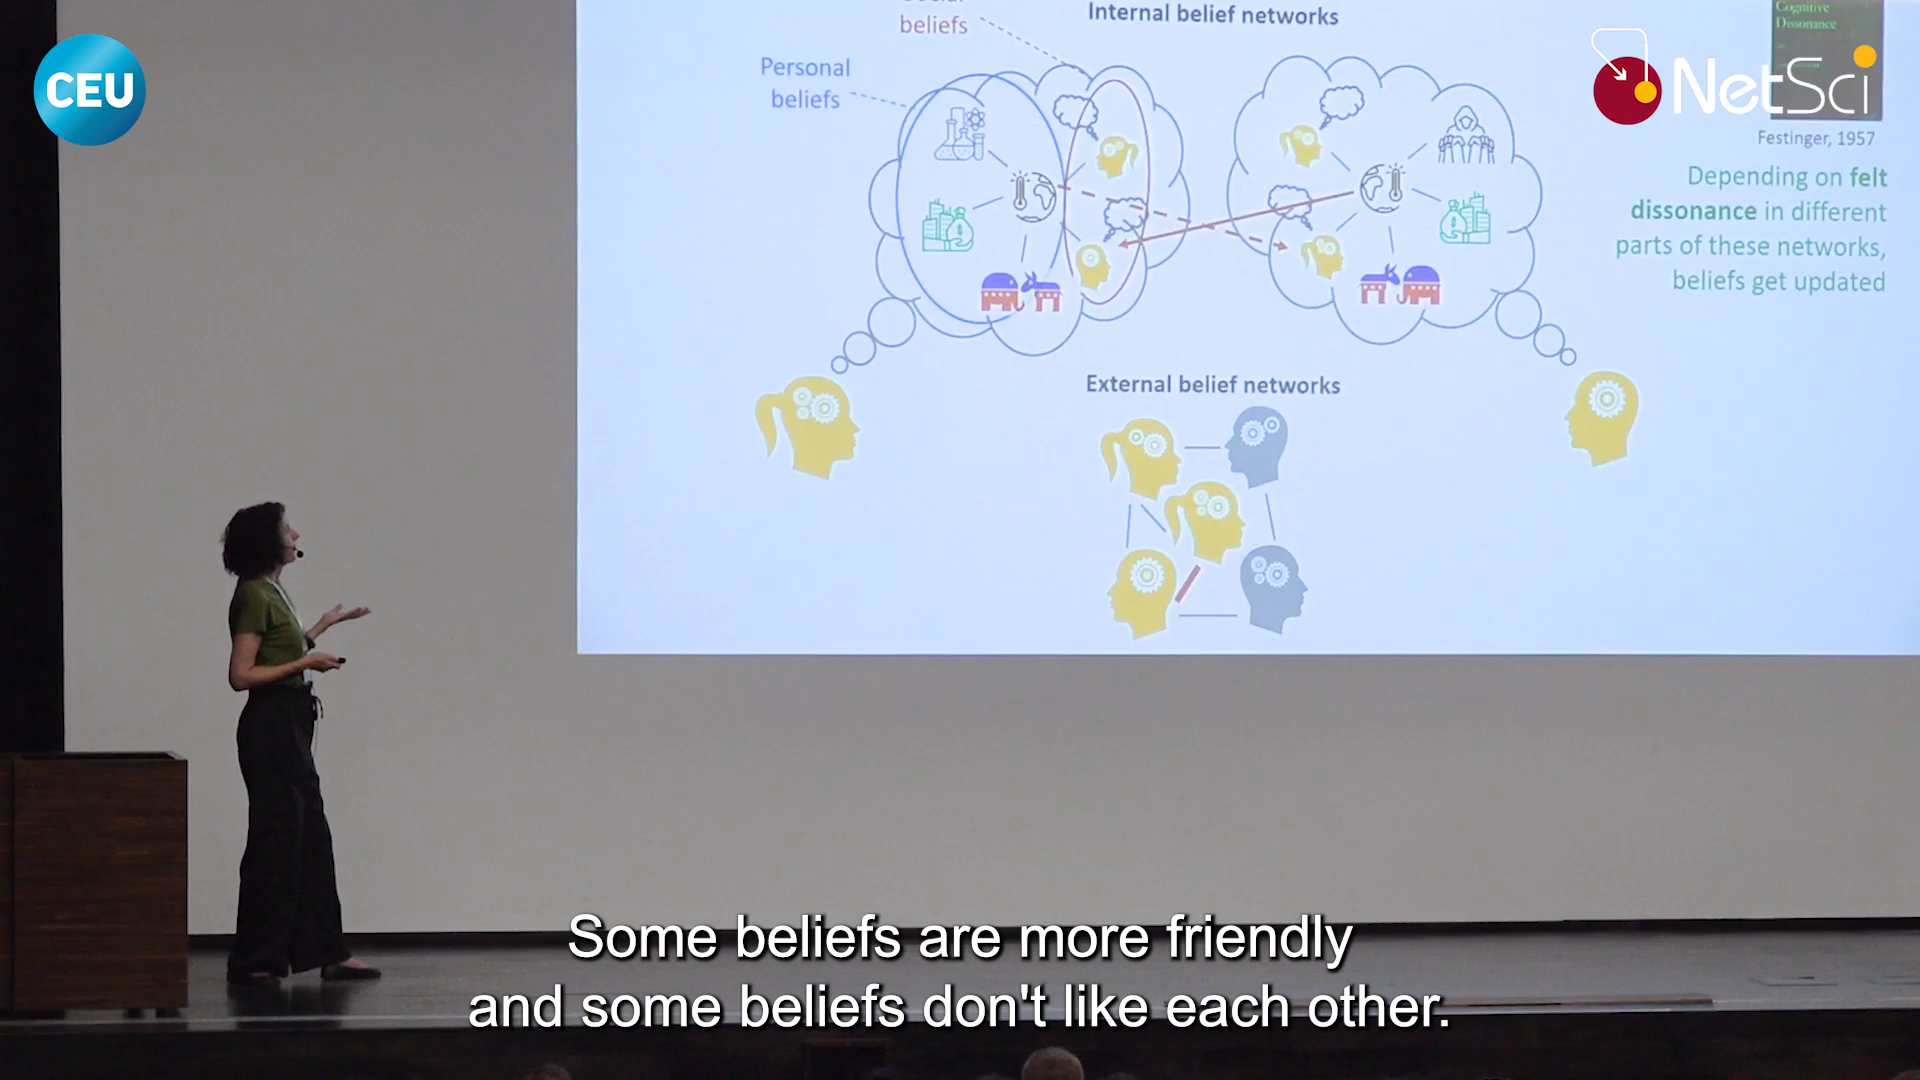 CEU
beliefs
Personal
beliefs
Internal belief networks
Cognitive
Dissonance
NetSci
Festinger, 1957
Depending on felt
dissonance in different
parts of these networks,
beliefs get updated
External belief networks
Some beliefs are more friendly
and some beliefs don't like each other.